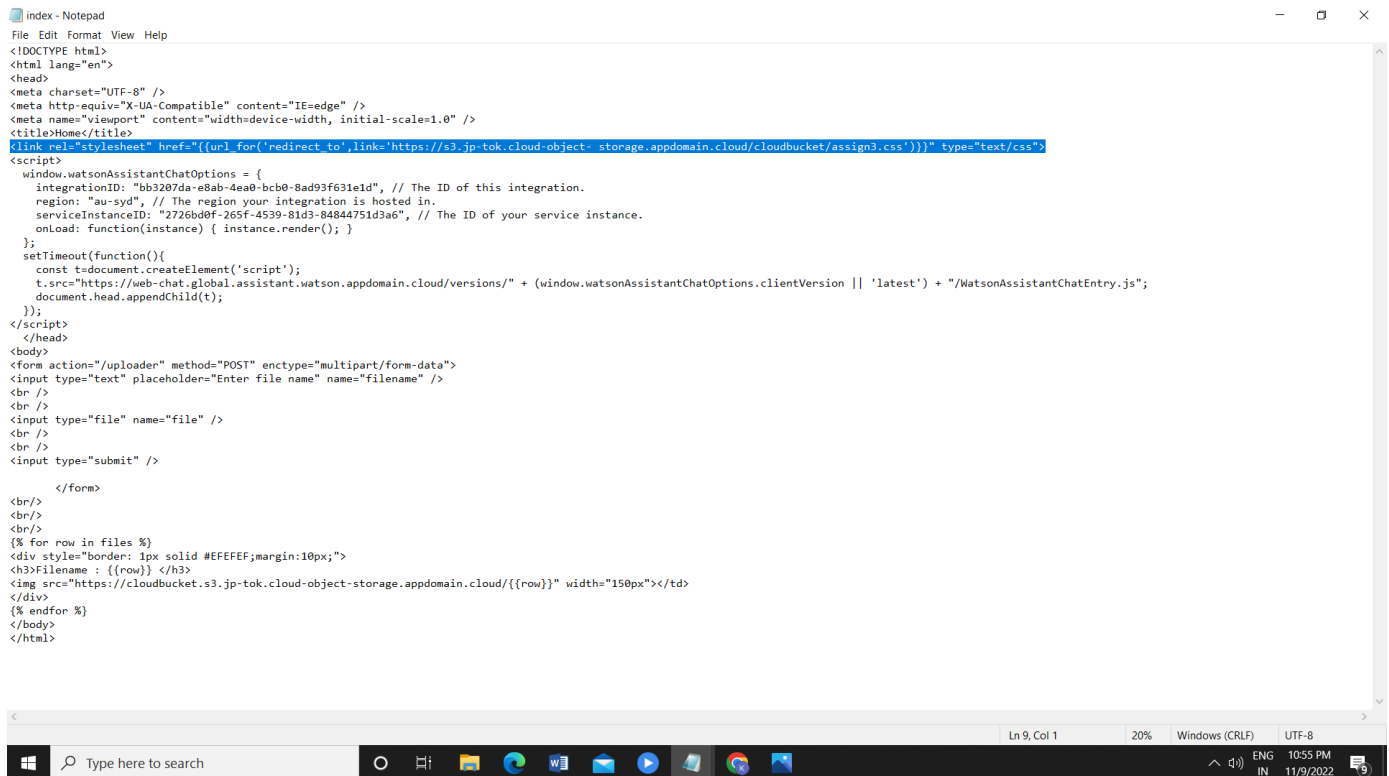 index - Notepad
File Edit Format View Help
<!DOCTYPE html>
<html lang="en">
<head>
<meta charset="UTF-8" />
<meta http-equiv="X-UA-Compatible" content="IE=edge" />
<meta name="viewport" content="width=device-width, initial-scale=1.0" />
<title>Home</title>
<link rel="stylesheet" href="{{url_for('redirect_to',link='https://s3.jp-tok.cloud-object- storage.appdomain.cloud/cloudbucket/assign3.css')}}" type="text/css">
<script>
  window.watsonAssistantChatOptions = {
    integrationID: "bb3207da-e8ab-4ea0-bcb0-8ad93f631e1d", // The ID of this integration.
    region: "au-syd", // The region your integration is hosted in.
    serviceInstanceID: "2726bd0f-265f-4539-81d3-84844751d3a6", // The ID of your service instance.
    onLoad: function(instance) { instance.render(); }
  };
  setTimeout(function(){
    const t=document.createElement('script');
    t.src="https://web-chat.global.assistant.watson.appdomain.cloud/versions/" + (window.watsonAssistantChatOptions.clientVersion || 'latest') + "/WatsonAssistantChatEntry.js";
    document.head.appendChild(t);
  });
</script>
  </head>
<body>
<form action="/uploader" method="POST" enctype="multipart/form-data">
<input type="text" placeholder="Enter file name" name="filename" />
<br />
<br />
<input type="file" name="file" />
<br />
<br />
<input type="submit" />
      </form>
<br/>
<br/>
<br/>
{% for row in files %}
<div style="border: 1px solid #EFEFEF;margin:10px;">
<h3>Filename : {{row}} </h3>
<img src="https://cloudbucket.s3.jp-tok.cloud-object-storage.appdomain.cloud/{{row}}" width="150px"></td>
</div>
{% endfor %}
</body>
</html>
Ln 9, Col 1 20% Windows (CRLF) UTF-8
Type here to search
ENG 10:55 PM
IN 11/9/2022 9